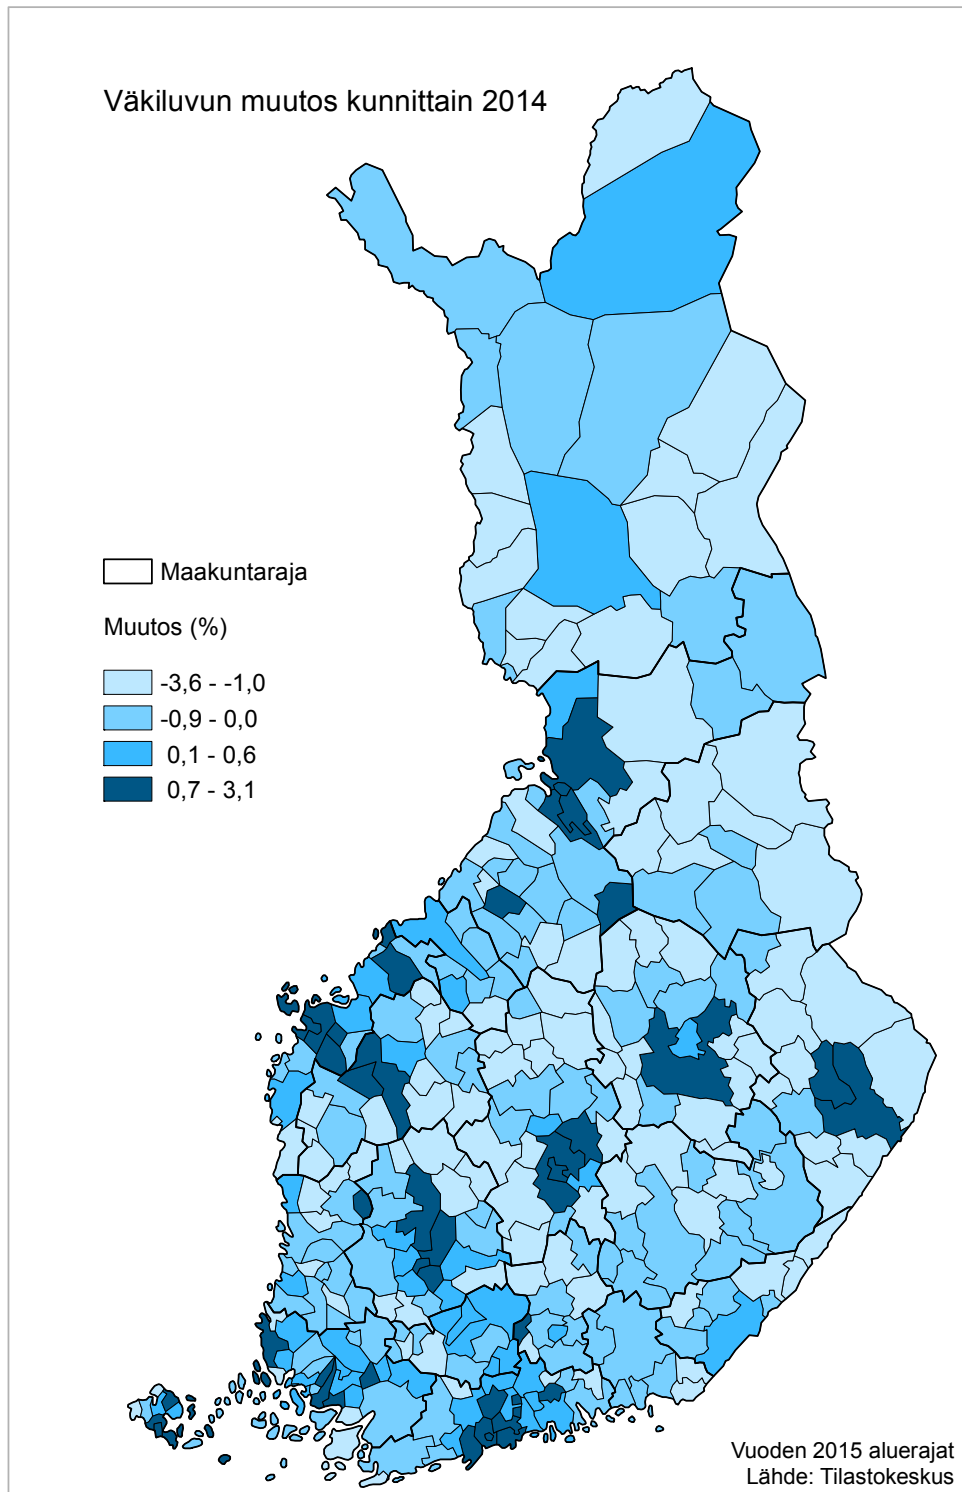 Väkiluvun muutos kunnittain 2014
Maakuntaraja
Muutos (%)
-3,6 - -1,0
-0,9 - 0,0
0,1 - 0,6
0,7 - 3,1
Vuoden 2015 aluerajat
Lähde: Tilastokeskus